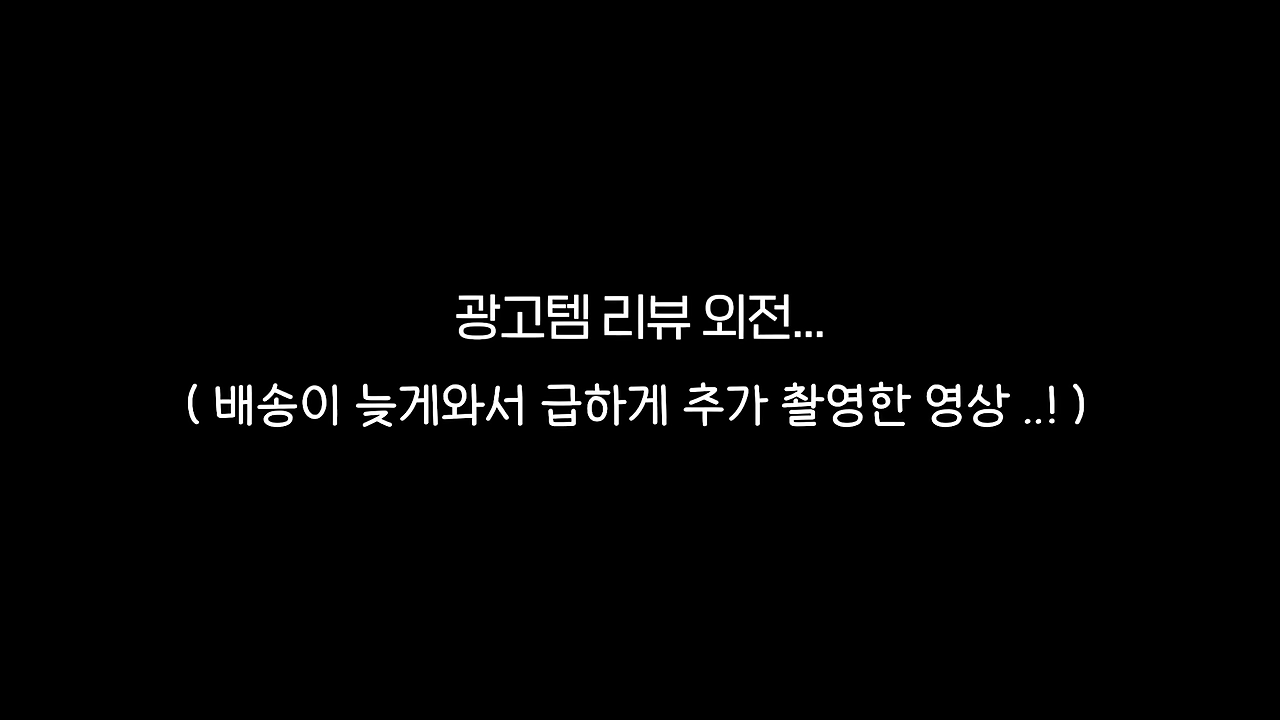 광고템 리뷰 외전...
( 배송이 늦게와서 급하게 추가 촬영한 영상 ..! )